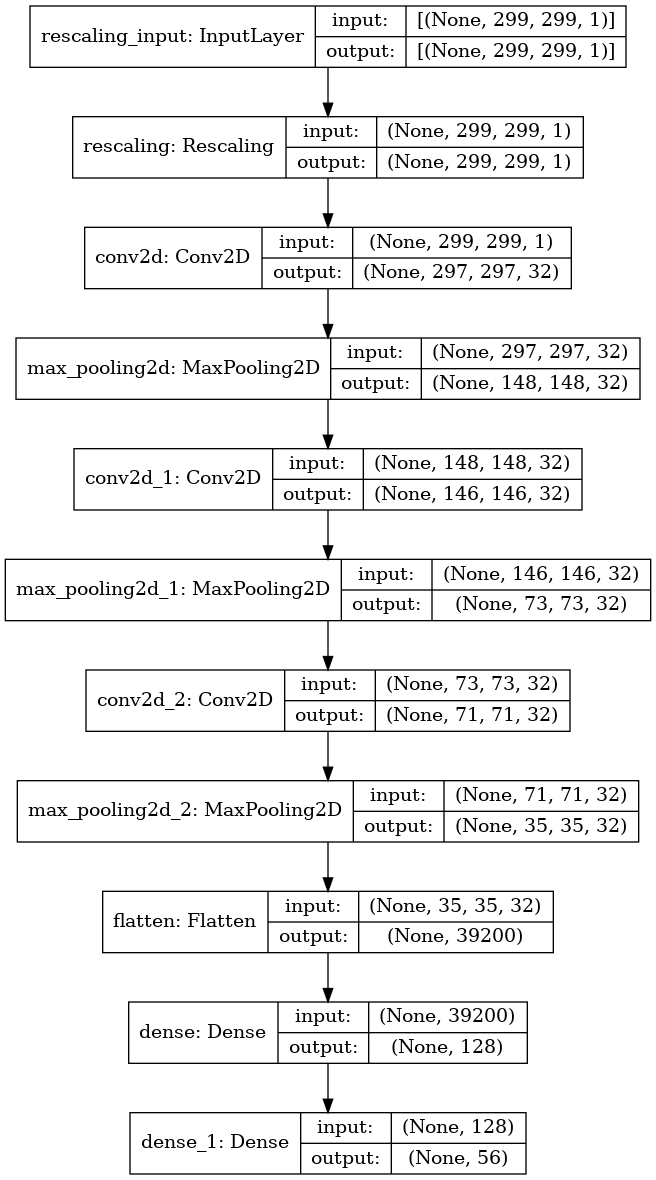 rescaling_input: InputLayer
input: [(None, 299, 299, 1)]
output: [(None, 299, 299, 1)]
rescaling: Rescaling
input: (None, 299, 299, 1)
output: (None, 299, 299, 1)
conv2d: Conv2D
input: (None, 299, 299, 1)
output: (None, 297, 297, 32)
max_pooling2d: MaxPooling2D
input: (None, 297, 297, 32)
output: (None, 148, 148, 32)
conv2d_1: Conv2D
input: (None, 148, 148, 32)
output: (None, 146, 146, 32)
max_pooling2d_1: MaxPooling2D
input: (None, 146, 146, 32)
output: (None, 73, 73, 32)
conv2d_2: Conv2D
input: (None, 73, 73, 32)
output: (None, 71, 71, 32)
max_pooling2d_2: MaxPooling2D
input: (None, 71, 71, 32)
output: (None, 35, 35, 32)
flatten: Flatten
input: (None, 35, 35, 32)
output: (None, 39200)
dense: Dense
input: (None, 39200)
output: (None, 128)
dense_1: Dense
input: (None, 128)
output: (None, 56)